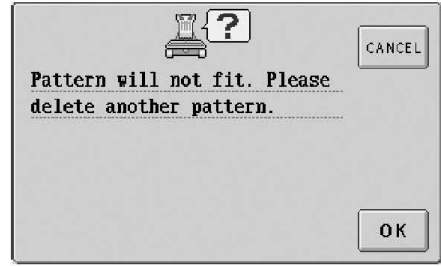 ?
CANCEL
Pattern will not fit. Please
delete another pattern.
OK